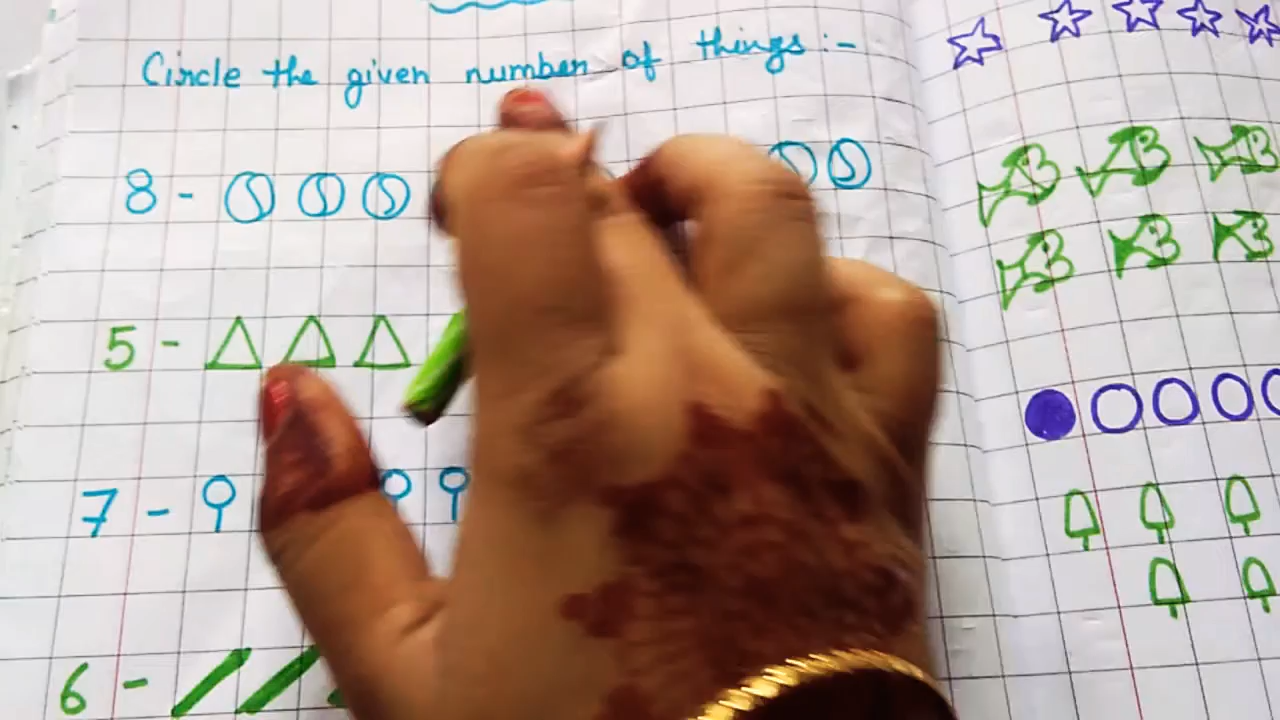 Circle the given number of things :-
8 -
5 -
7 -
6 -